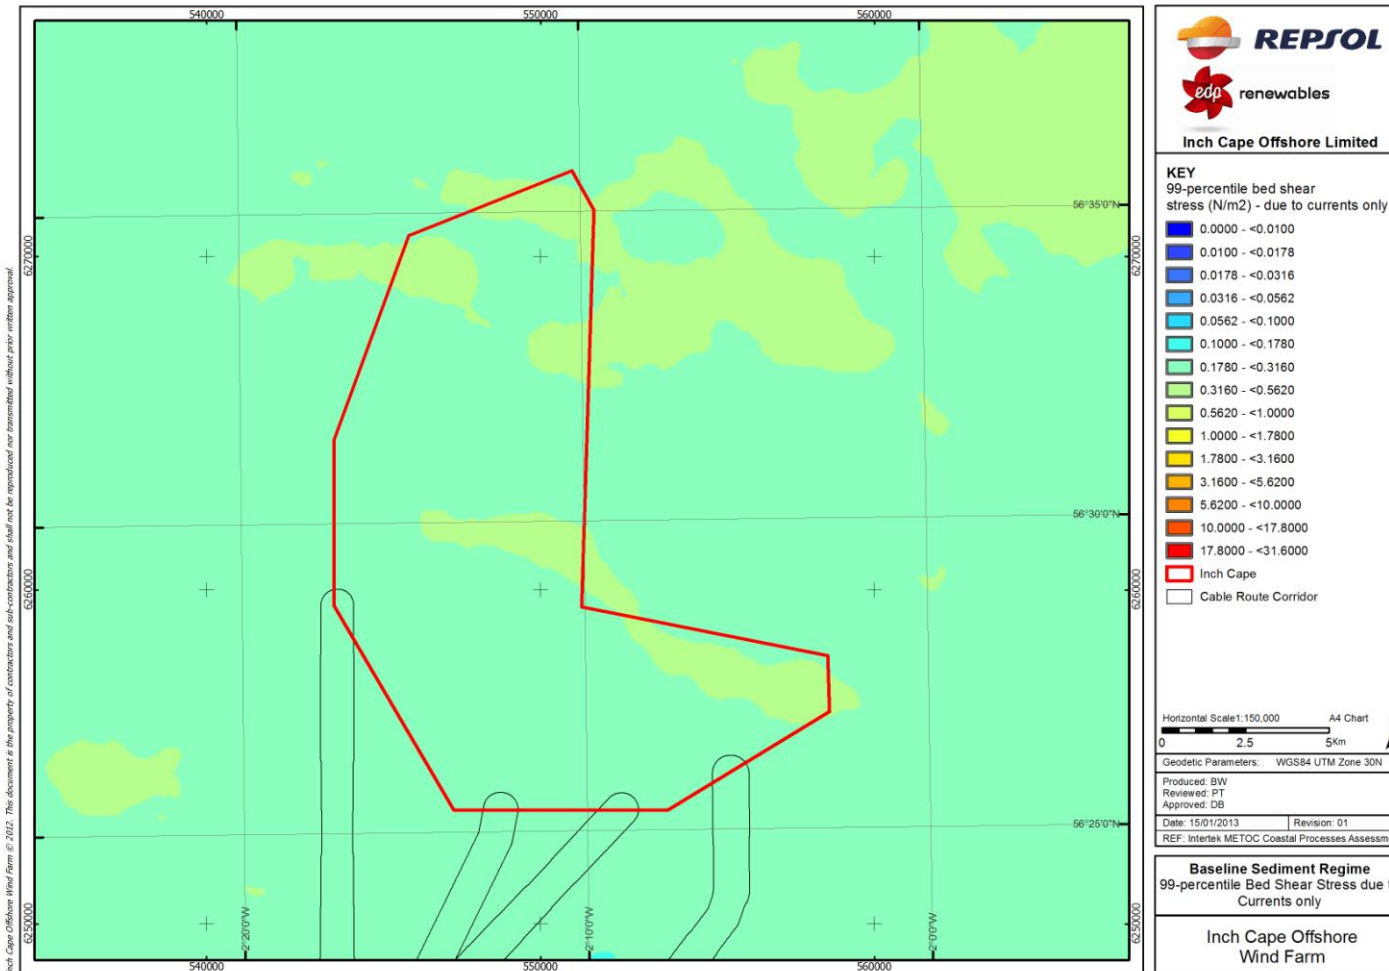 540000
550000
560000
6270000
6260000
6250000
6270000
6260000
6250000
56°35'0"N
56°30'0"N
56°25'0"N
2°20'0"W
2°10'0"W
2°0'0"W
540000
550000
560000
Inch Cape Offshore Wind Farm © 2012. This document is the property of contractors and sub-contractors and shall not be reproduced nor transmitted without prior written approval.
REPSOL
edp renewables
Inch Cape Offshore Limited
KEY
99-percentile bed shear
stress (N/m2) - due to currents only
0.0000 - <0.0100
0.0100 - <0.0178
0.0178 - <0.0316
0.0316 - <0.0562
0.0562 - <0.1000
0.1000 - <0.1780
0.1780 - <0.3160
0.3160 - <0.5620
0.5620 - <1.0000
1.0000 - <1.7800
1.7800 - <3.1600
3.1600 - <5.6200
5.6200 - <10.0000
10.0000 - <17.8000
17.8000 - <31.6000
Inch Cape
Cable Route Corridor
Horizontal Scale1:150,000 A4 Chart
0 2.5 5Km
Geodetic Parameters: WGS84 UTM Zone 30N
Produced: BW
Reviewed: PT
Approved: DB
Date: 15/01/2013 Revision: 01
REF: Intertek METOC Coastal Processes Assessm
Baseline Sediment Regime
99-percentile Bed Shear Stress due
Currents only
Inch Cape Offshore
Wind Farm